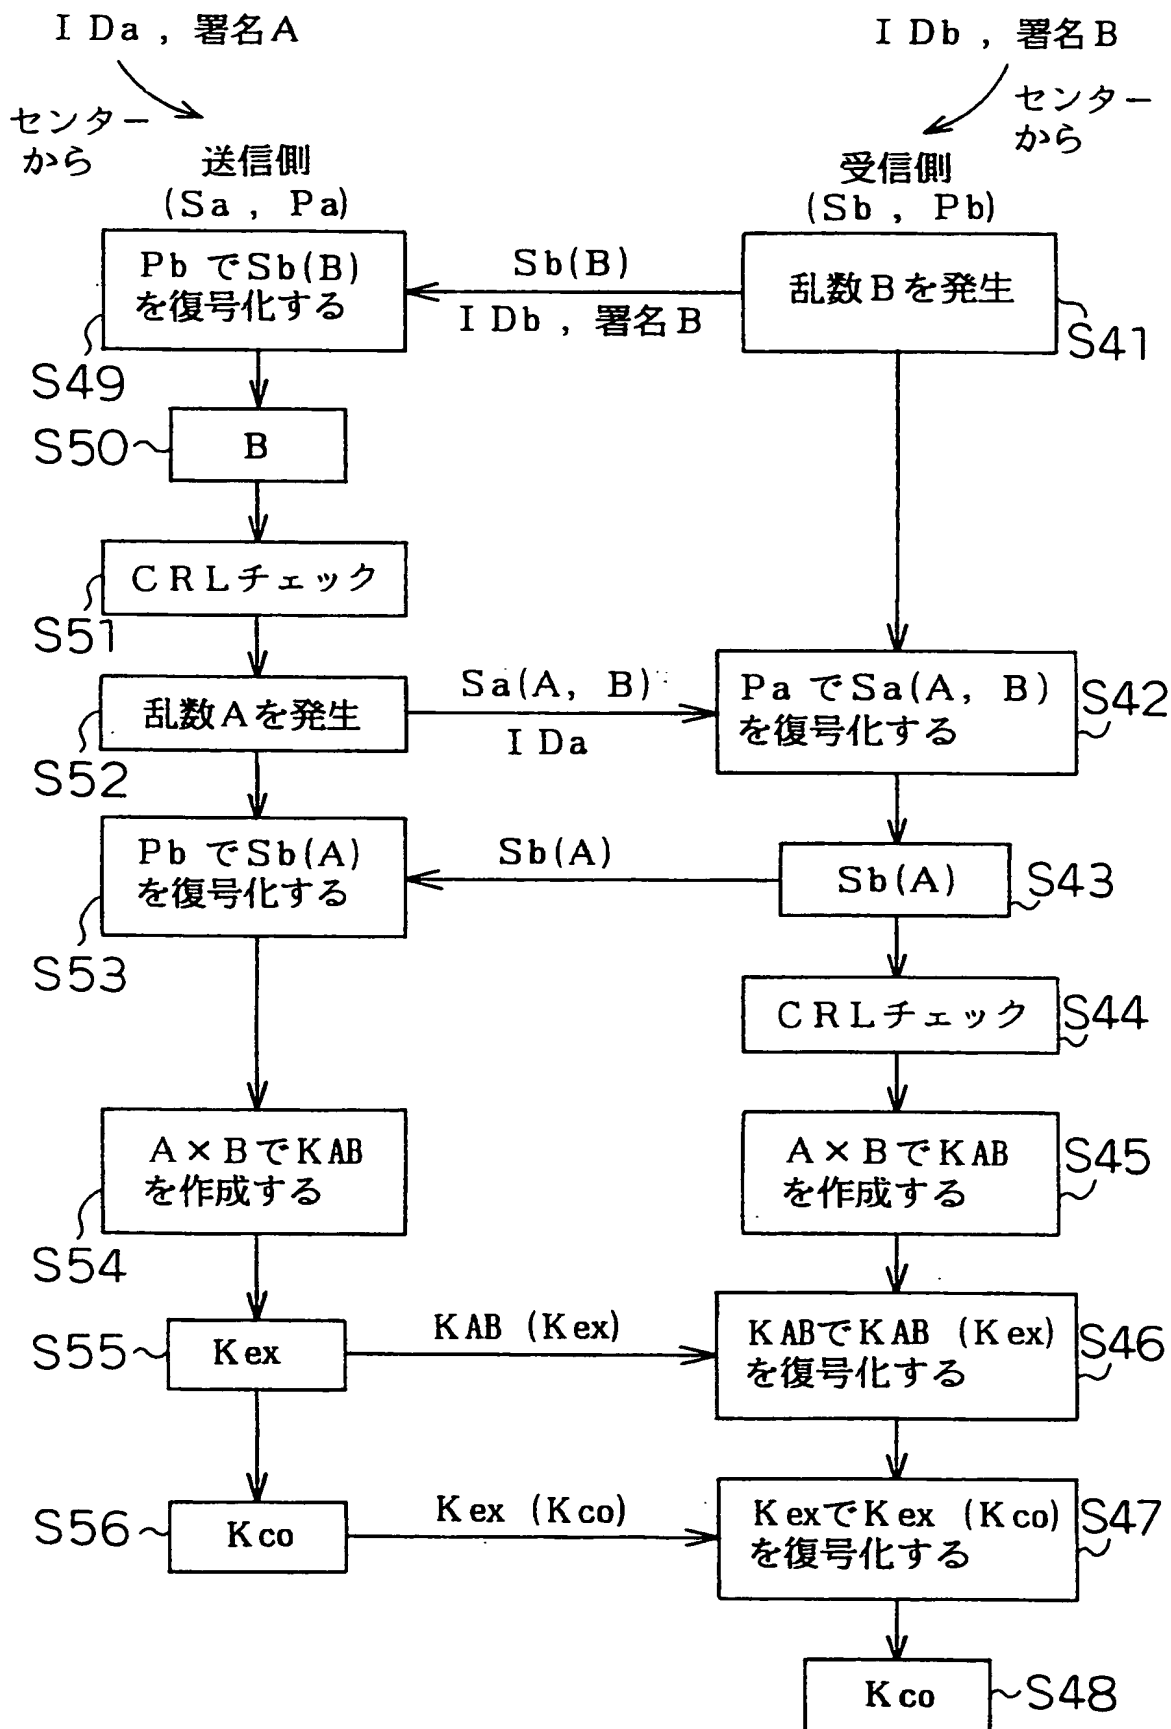 IDa , 署名A
IDb , 署名B
センター
から
センター
から
送信側
(Sa , Pa)
受信側
(Sb , Pb)
Pb でSb(B)
を復号化する
S49
Sb(B)
IDb , 署名B
乱数Bを発生
S41
S50
B
CRLチェック
S51
乱数Aを発生
S52
Sa(A, B)
IDa
Pa でSa(A, B)
を復号化する
S42
Pb でSb(A)
を復号化する
S53
Sb(A)
Sb(A)
S43
CRLチェック
S44
A×BでKAB
を作成する
S54
A×BでKAB
を作成する
S45
S55
Kex
KAB (Kex)
KABでKAB (Kex)
を復号化する
S46
S56
Kco
Kex (Kco)
KexでKex (Kco)
を復号化する
S47
Kco
S48